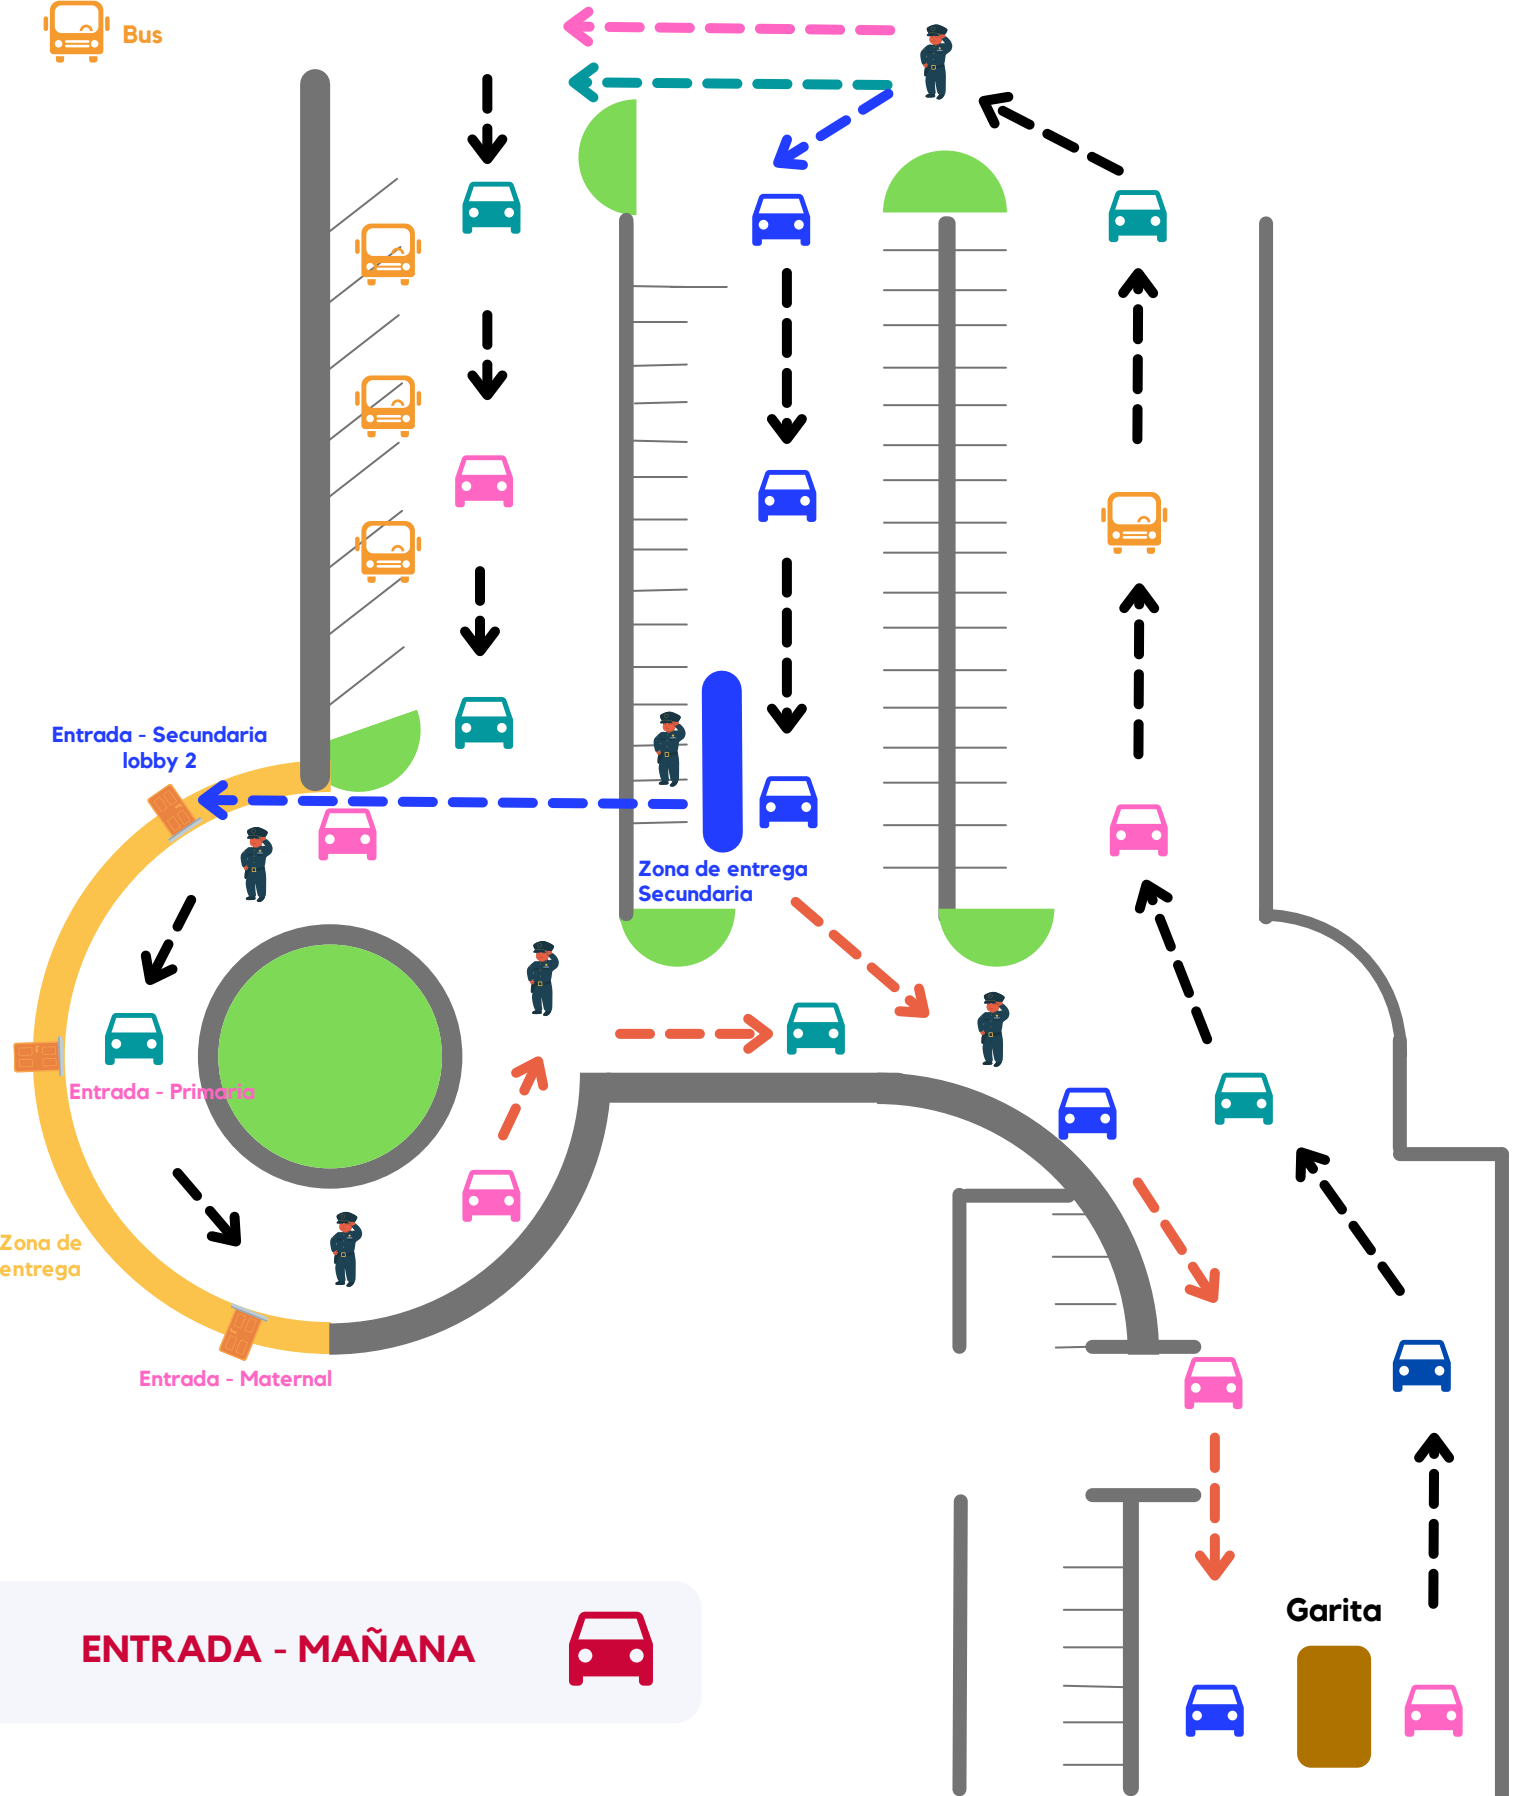 Bus
Entrada - Secundaria
lobby 2
Zona de entrega
Secundaria
Entrada - Primaria
Zona de
entrega
Entrada - Maternal
Garita
ENTRADA - MAÑANA